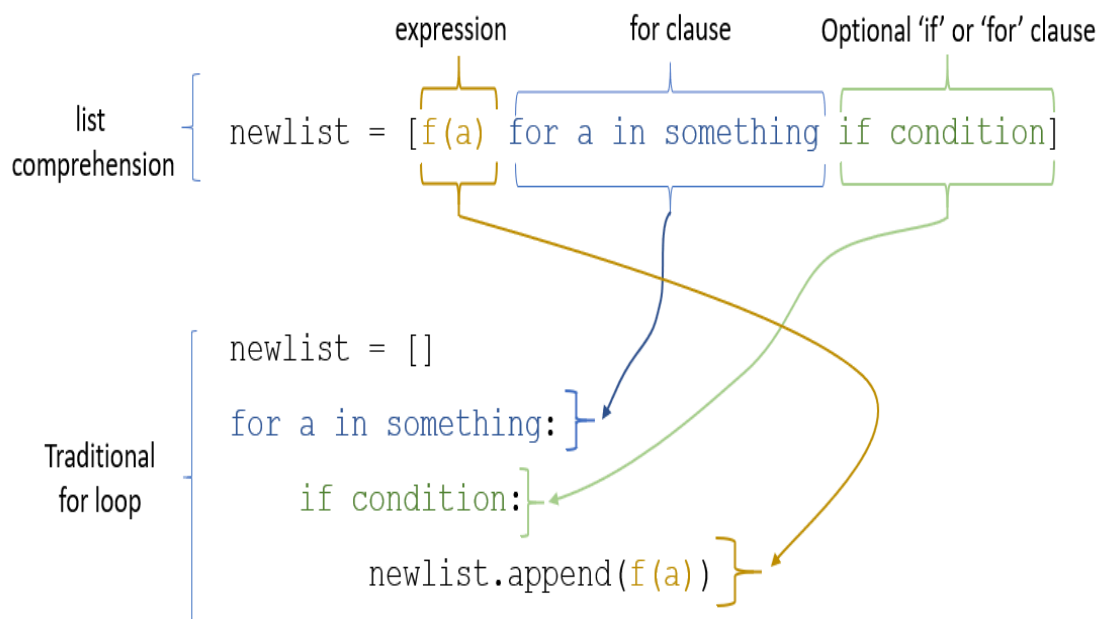 expression
for clause
Optional ‘if’ or ‘for’ clause
list
comprehension
newlist = [f(a) for a in something if condition]
Traditional
for loop
newlist = []
for a in something:
if condition:
newlist.append(f(a))